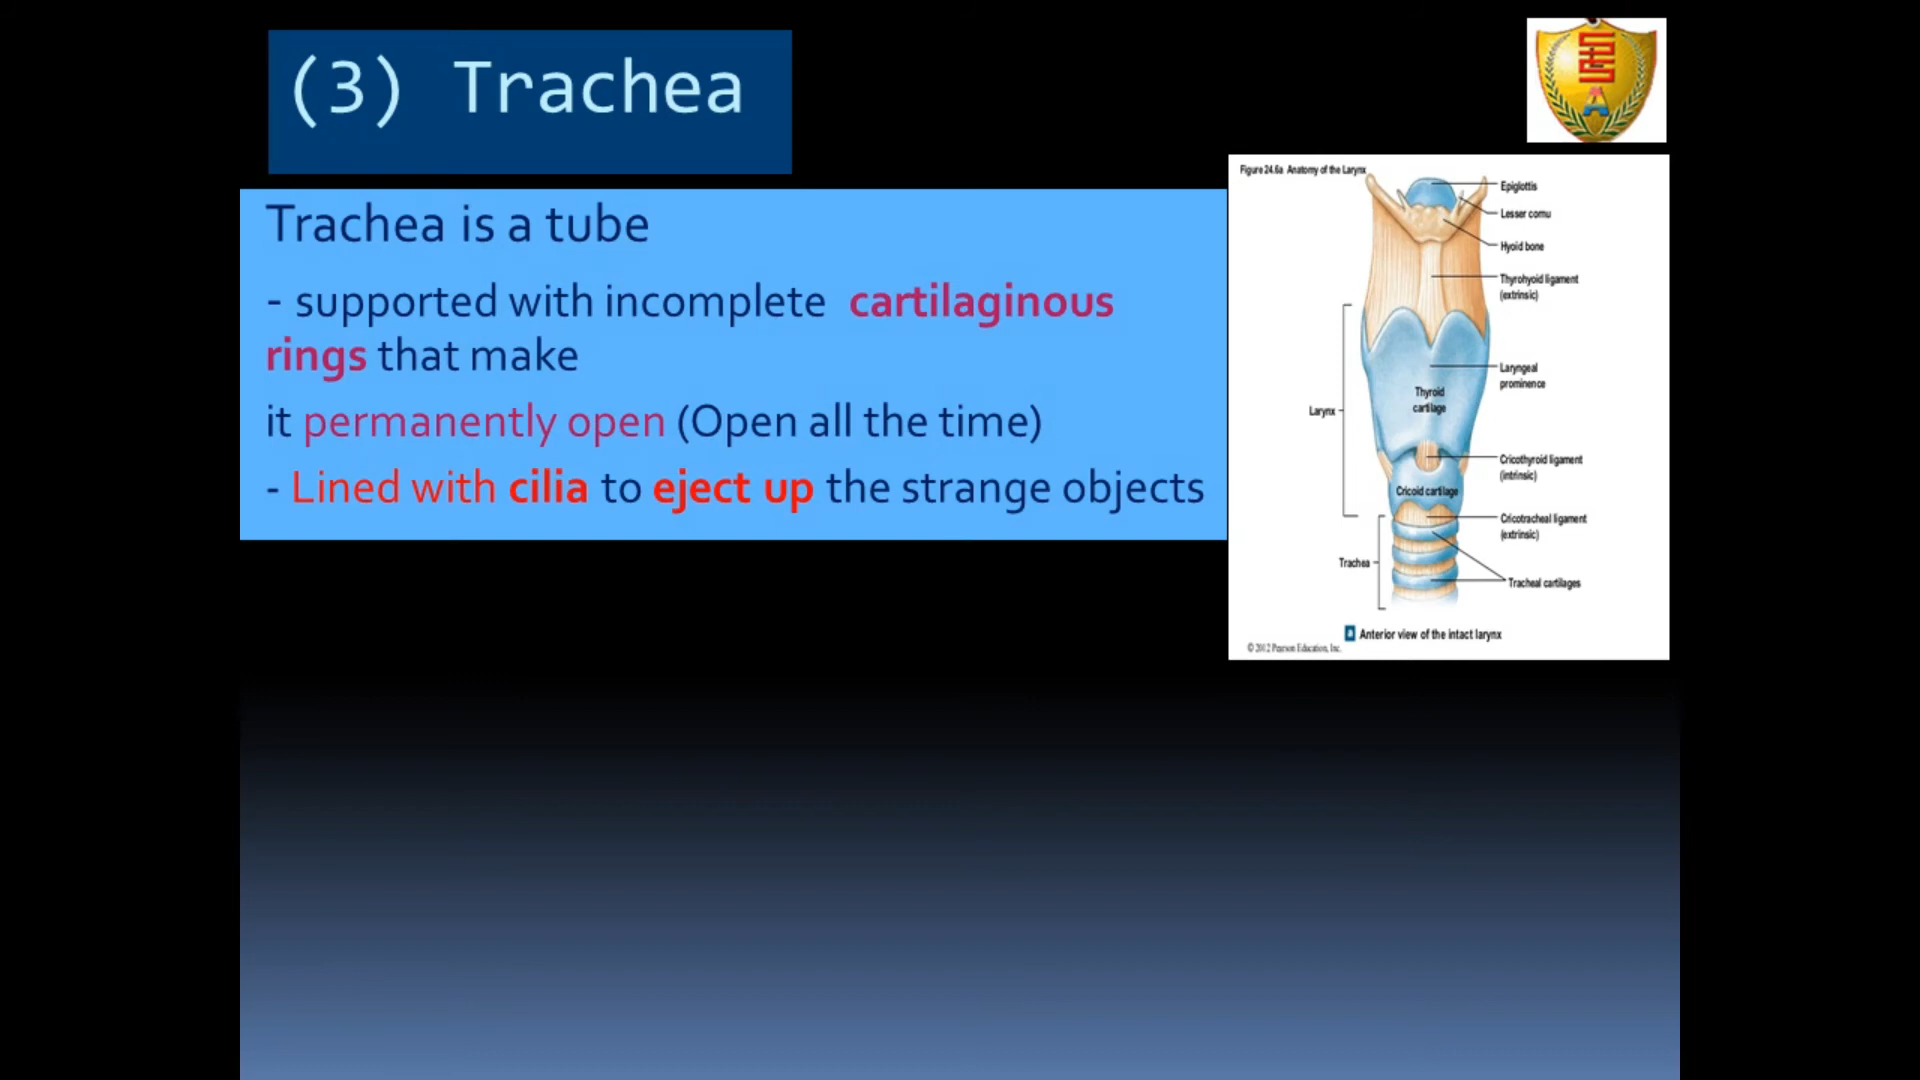 (3) Trachea
Trachea is a tube
- supported with incomplete cartilaginous
rings that make
it permanently open (Open all the time)
- Lined with cilia to eject up the strange objects
Figure 24.6a Anatomy of the Larynx
Epiglottis
Lesser cornu
Hyoid bone
Thyrohyoid ligament
(extrinsic)
Laryngeal
prominence
Thyroid
cartilage
Larynx
Cricothyroid ligament
(intrinsic)
Cricoid cartilage
Cricotracheal ligament
(extrinsic)
Trachea
Tracheal cartilages
a Anterior view of the intact larynx
© 2012 Pearson Education, Inc.